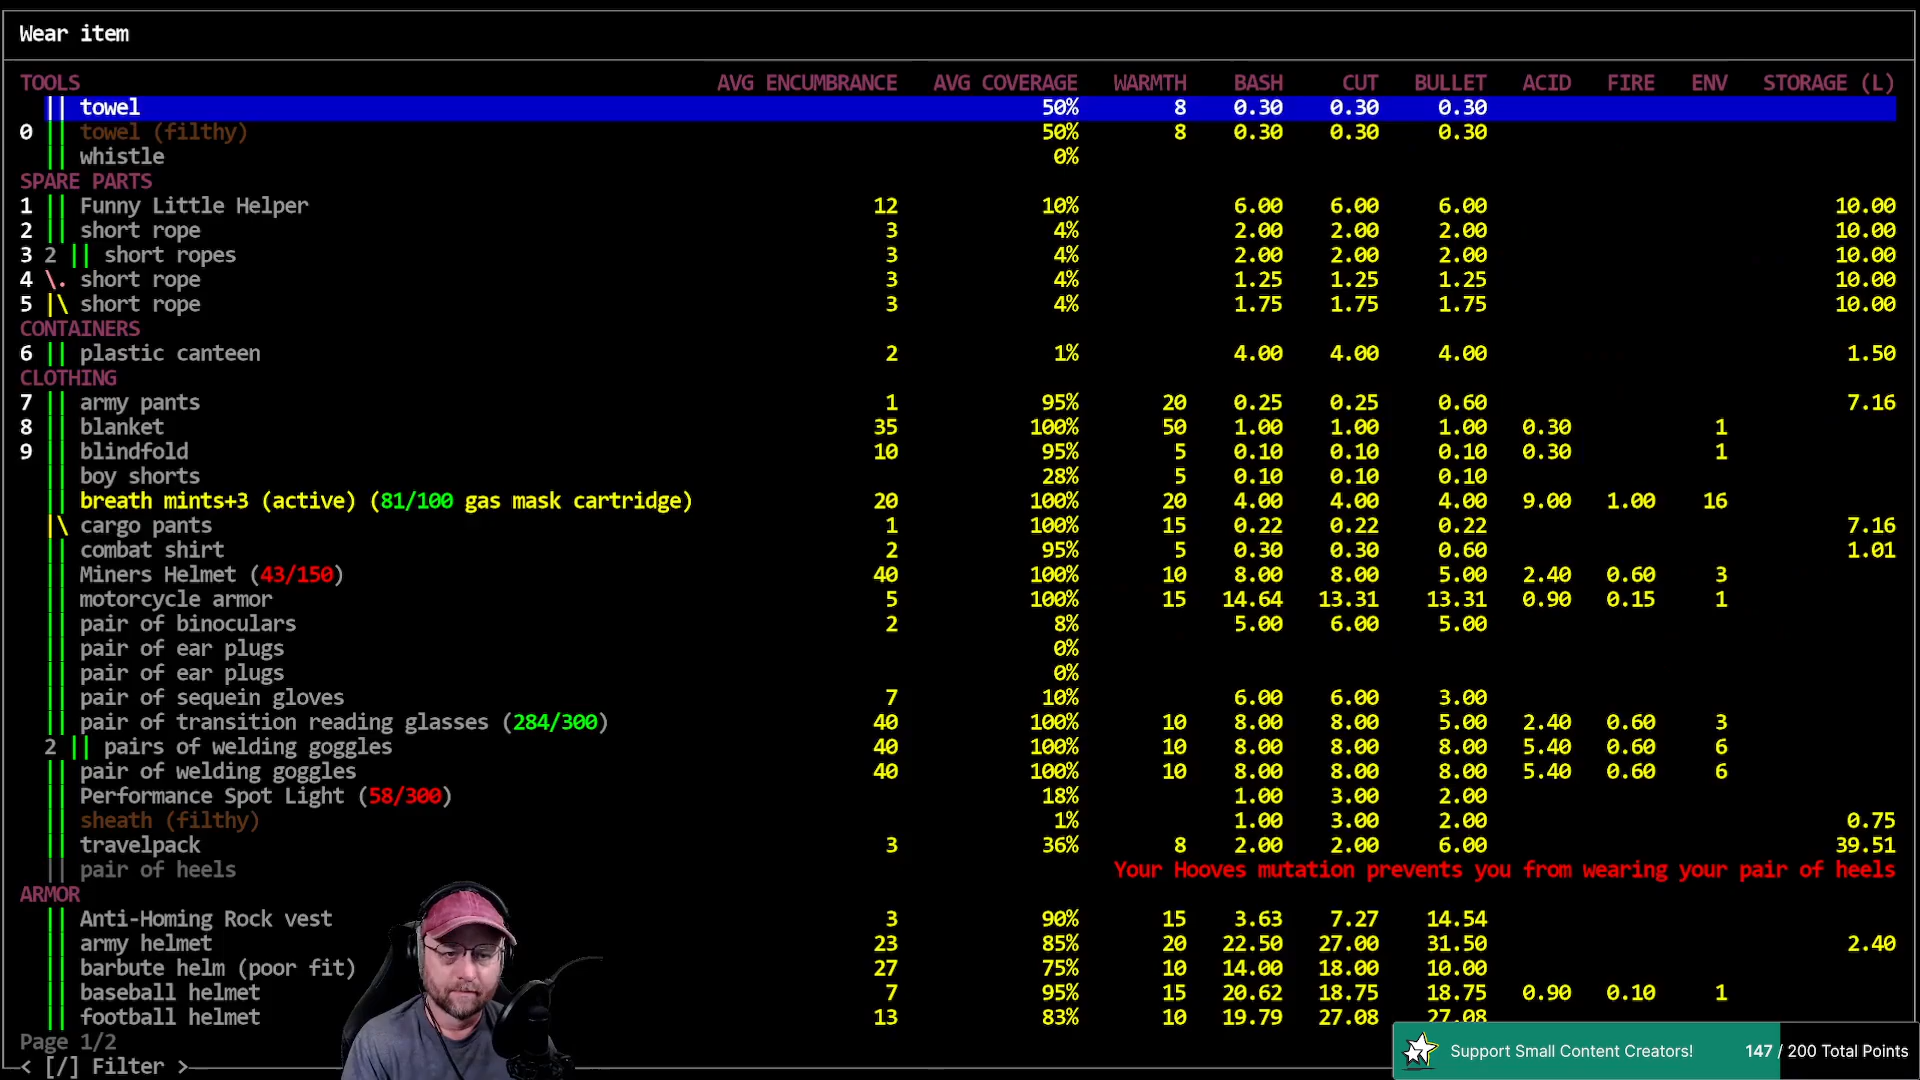 Wear item
TOOLS AVG ENCUMBRANCE AVG COVERAGE WARMTH BASH CUT BULLET ACID FIRE ENV STORAGE (L)
|| towel 50% 8 0.30 0.30 0.30
0 || towel (filthy) 50% 8 0.30 0.30 0.30
|| whistle 0%
SPARE PARTS
1 || Funny Little Helper 12 10% 6.00 6.00 6.00 10.00
2 || short rope 3 4% 2.00 2.00 2.00 10.00
3 2 || short ropes 3 4% 2.00 2.00 2.00 10.00
4 \. short rope 3 4% 1.25 1.25 1.25 10.00
5 |\ short rope 3 4% 1.75 1.75 1.75 10.00
CONTAINERS
6 || plastic canteen 2 1% 4.00 4.00 4.00 1.50
CLOTHING
7 || army pants 1 95% 20 0.25 0.25 0.60 7.16
8 || blanket 35 100% 50 1.00 1.00 1.00 0.30 1
9 || blindfold 10 95% 5 0.10 0.10 0.10 0.30 1
|| boy shorts 28% 5 0.10 0.10 0.10
|| breath mints+3 (active) (81/100 gas mask cartridge) 20 100% 20 4.00 4.00 4.00 9.00 1.00 16
|\ cargo pants 1 100% 15 0.22 0.22 0.22 7.16
|| combat shirt 2 95% 5 0.30 0.30 0.60 1.01
|| Miners Helmet (43/150) 40 100% 10 8.00 8.00 5.00 2.40 0.60 3
|| motorcycle armor 5 100% 15 14.64 13.31 13.31 0.90 0.15 1
|| pair of binoculars 2 8% 5.00 6.00 5.00
|| pair of ear plugs 0%
|| pair of ear plugs 0%
|| pair of sequein gloves 7 10% 6.00 6.00 3.00
|| pair of transition reading glasses (284/300) 40 100% 10 8.00 8.00 5.00 2.40 0.60 3
2 || pairs of welding goggles 40 100% 10 8.00 8.00 8.00 5.40 0.60 6
|| pair of welding goggles 40 100% 10 8.00 8.00 8.00 5.40 0.60 6
|| Performance Spot Light (58/300) 18% 1.00 3.00 2.00
|| sheath (filthy) 1% 1.00 3.00 2.00 0.75
|| travelpack 3 36% 8 2.00 2.00 6.00 39.51
|| pair of heels Your Hooves mutation prevents you from wearing your pair of heels
ARMOR
|| Anti-Homing Rock vest 3 90% 15 3.63 7.27 14.54
|| army helmet 23 85% 20 22.50 27.00 31.50 2.40
|| barbute helm (poor fit) 27 75% 10 14.00 18.00 10.00
|| baseball helmet 7 95% 15 20.62 18.75 18.75 0.90 0.10 1
|| football helmet 13 83% 10 19.79 27.08 27.08
Page 1/2
< [/] Filter >
Support Small Content Creators! 147 / 200 Total Points